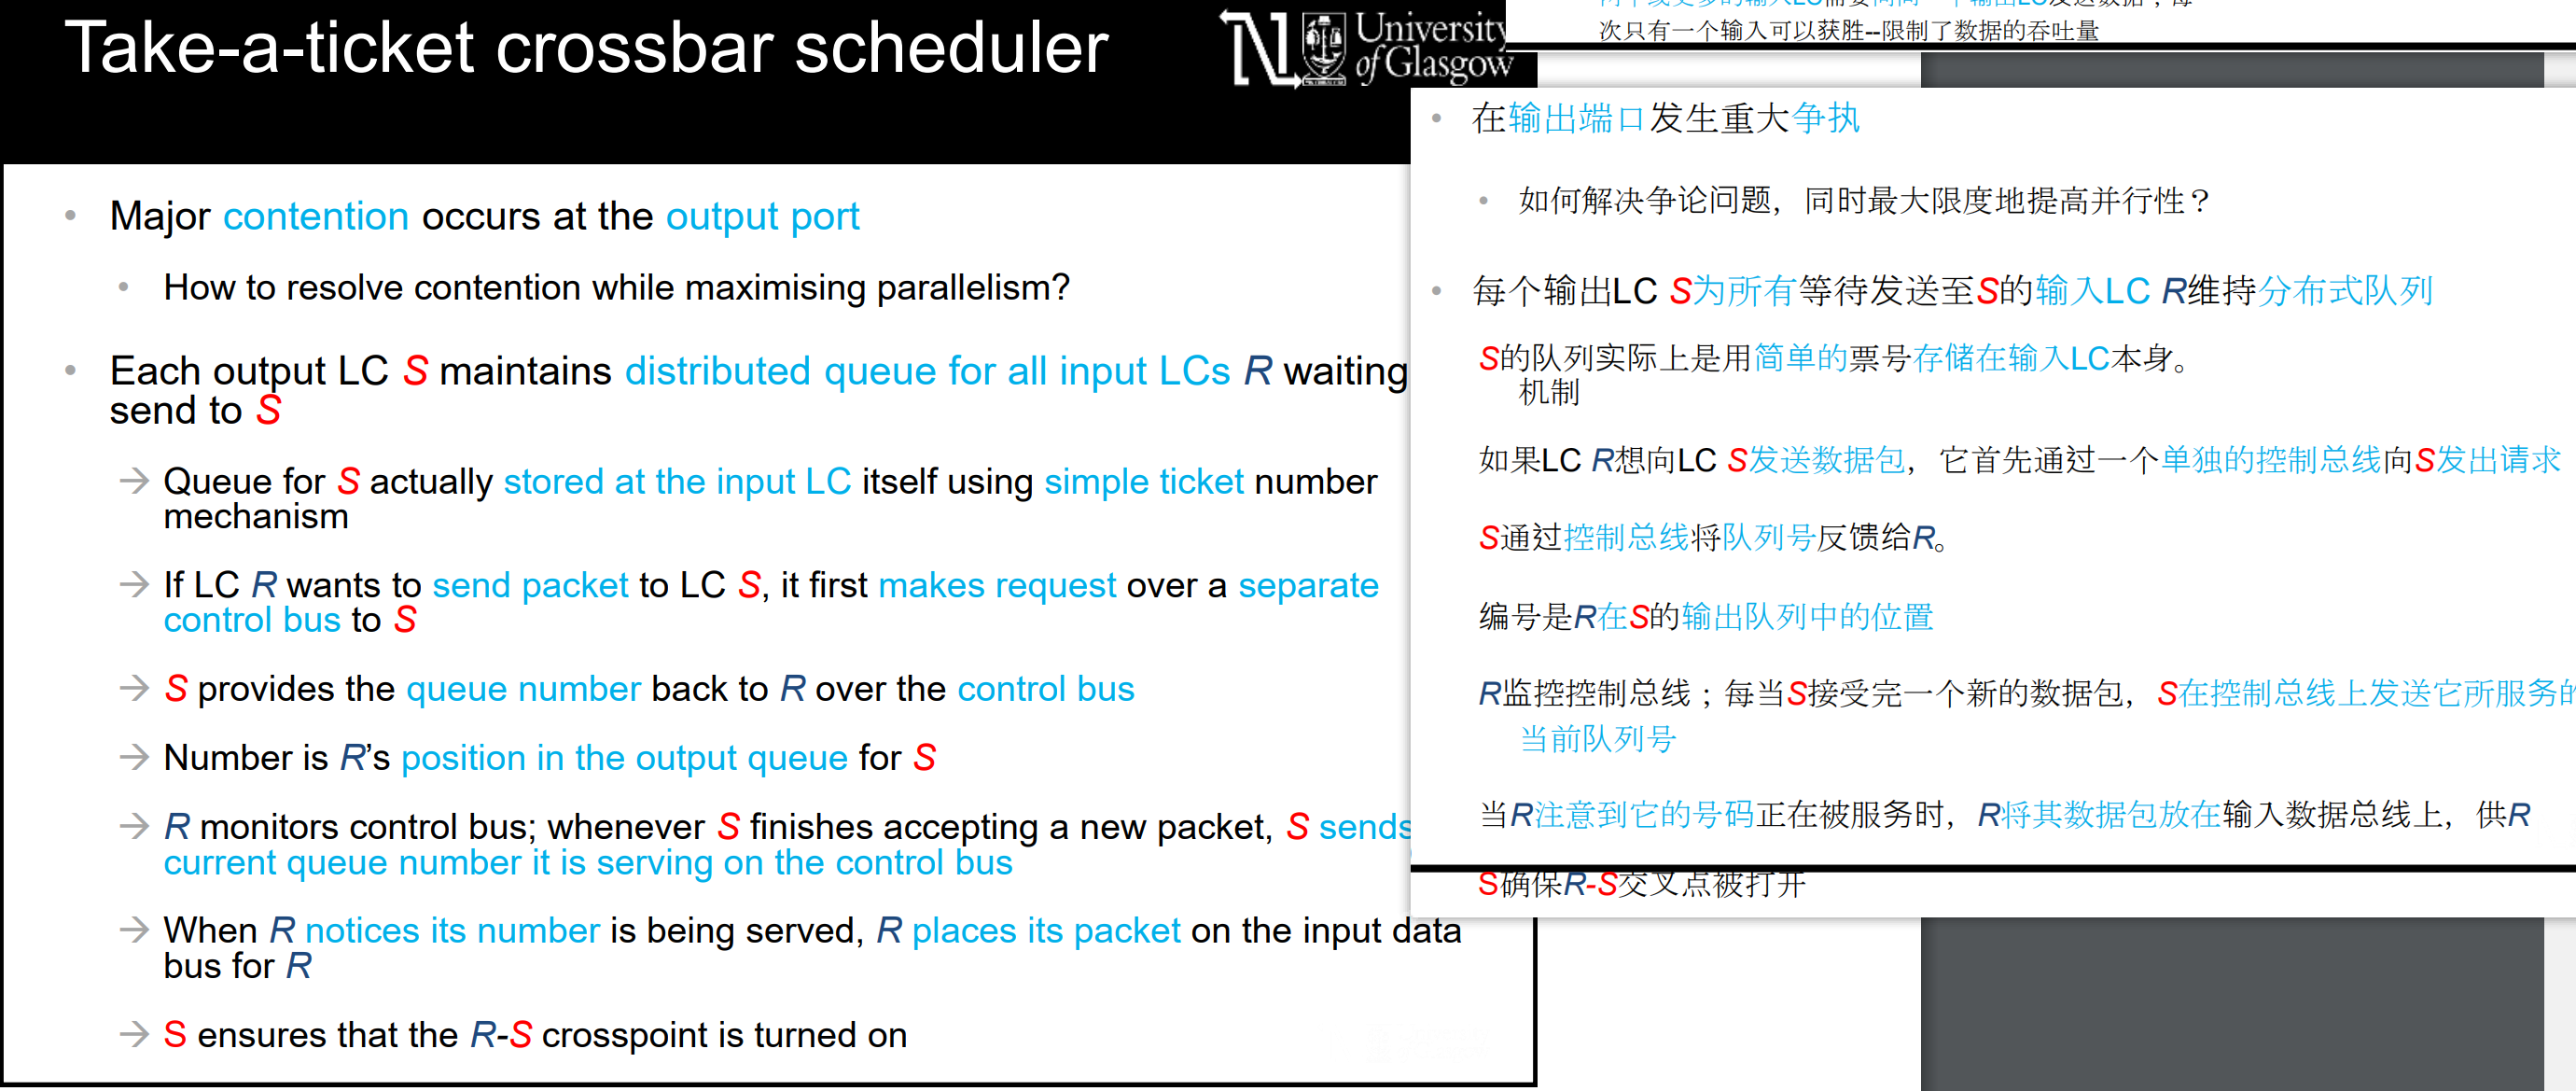 Take-a-ticket crossbar scheduler
University
of Glasgow
• Major contention occurs at the output port
• How to resolve contention while maximising parallelism?
• Each output LC S maintains distributed queue for all input LCs R waiting
send to S
→ Queue for S actually stored at the input LC itself using simple ticket number
mechanism
→ If LC R wants to send packet to LC S, it first makes request over a separate
control bus to S
→ S provides the queue number back to R over the control bus
→ Number is R's position in the output queue for S
→ R monitors control bus; whenever S finishes accepting a new packet, S sends
current queue number it is serving on the control bus
→ When R notices its number is being served, R places its packet on the input data
bus for R
→ S ensures that the R-S crosspoint is turned on
次只有一个输入可以获胜--限制了数据的吞吐量
• 在输出端口发生重大争执
• 如何解决争论问题，同时最大限度地提高并行性？
• 每个输出LC S为所有等待发送至S的输入LC R维持分布式队列
S的队列实际上是用简单的票号存储在输入LC本身。
机制
如果LC R想向LC S发送数据包，它首先通过一个单独的控制总线向S发出请求
S通过控制总线将队列号反馈给R。
编号是R在S的输出队列中的位置
R监控控制总线；每当S接受完一个新的数据包，S在控制总线上发送它所服务的
当前队列号
当R注意到它的号码正在被服务时，R将其数据包放在输入数据总线上，供R
S确保R-S交叉点被打开